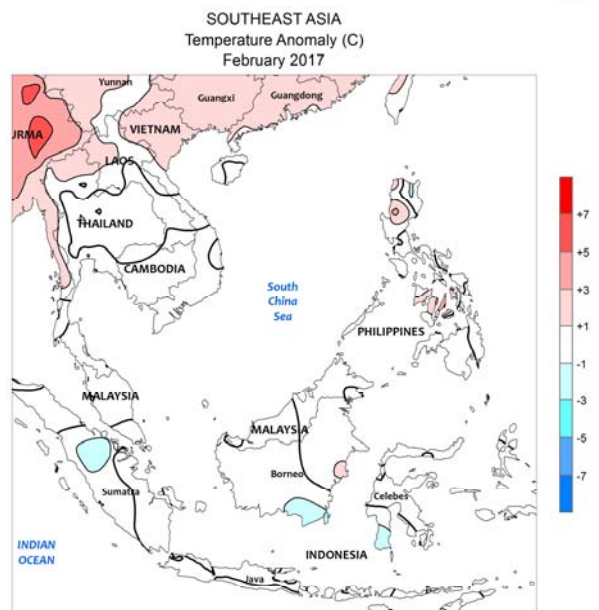 SOUTHEAST ASIA
Temperature Anomaly (C)
February 2017
Yunnan
Guangxi
Guangdong
URMA
VIETNAM
LAOS
THAILAND
CAMBODIA
South
China
Sea
PHILIPPINES
MALAYSIA
MALAYSIA
Borneo
Sumatra
Celebes
INDIAN
OCEAN
INDONESIA
Java
+7
+5
+3
+1
-1
-3
-5
-7